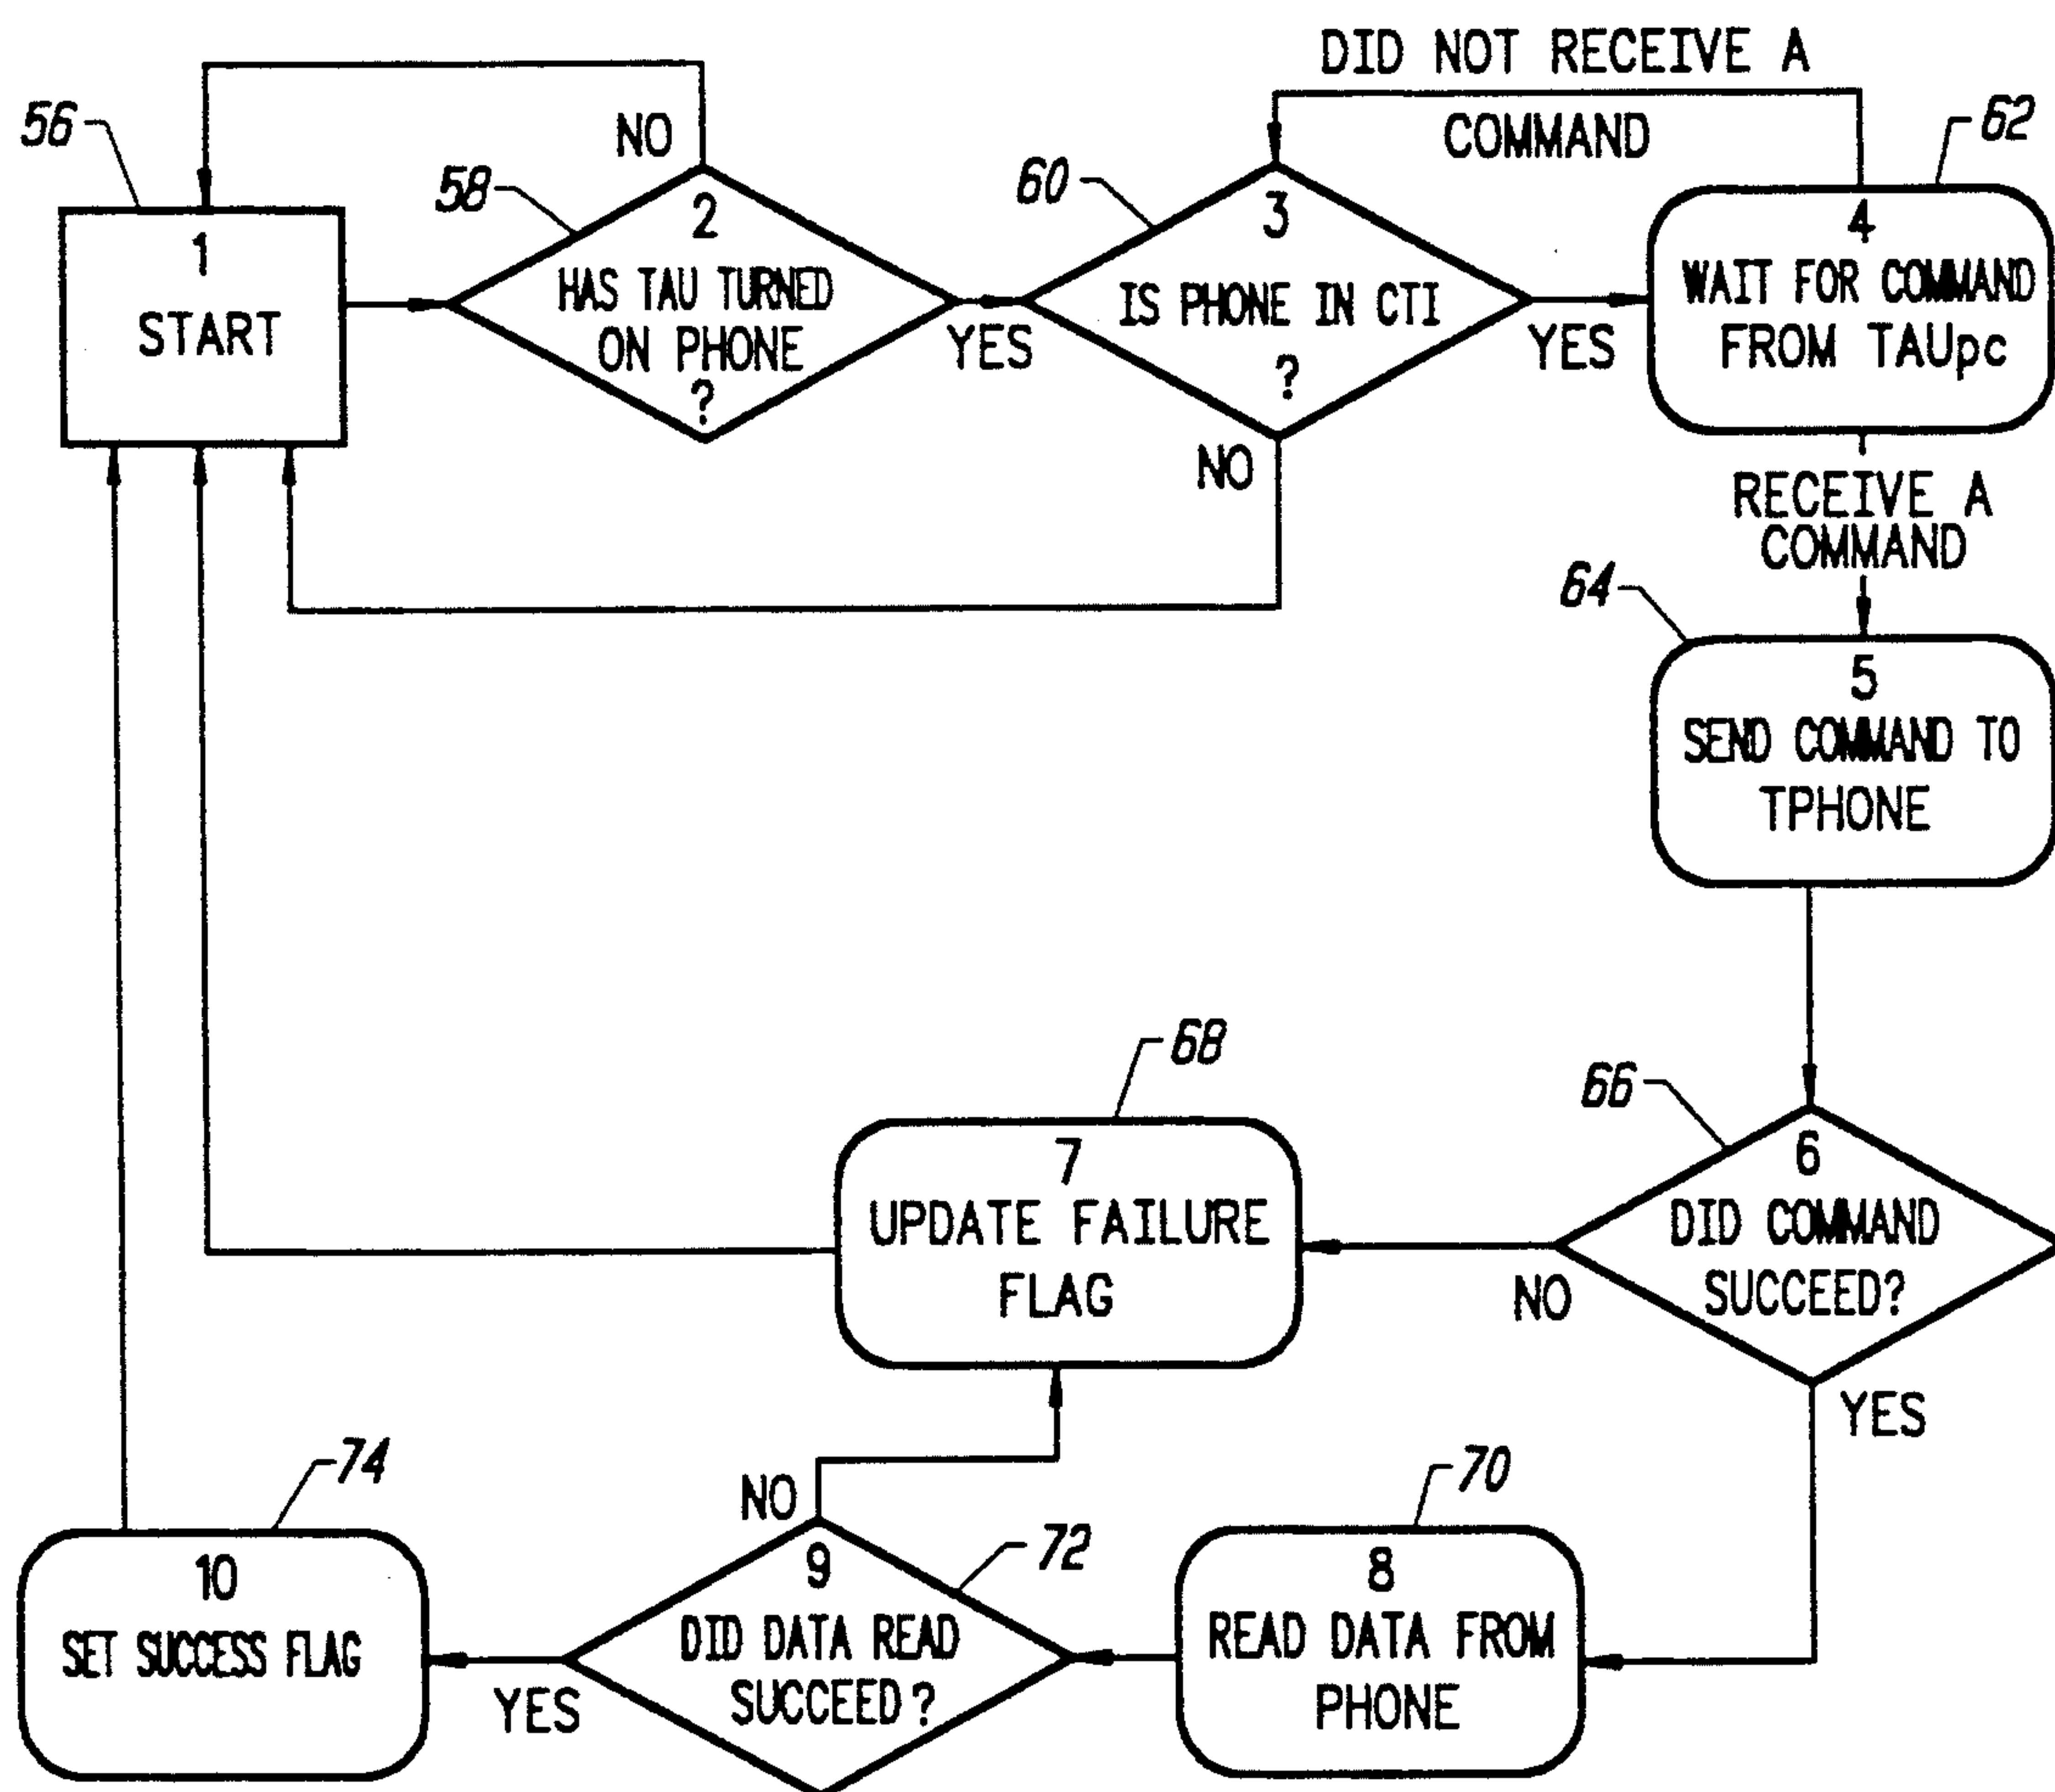 DID NOT RECEIVE A
COMMAND
56
NO
58
60
62
1
START
2
HAS TAU TURNED
ON PHONE
?
YES
3
IS PHONE IN CTI
?
YES
NO
4
WAIT FOR COMMAND
FROM TAUpc
RECEIVE A
COMMAND
64
5
SEND COMMAND TO
TPHONE
66
6
DID COMMAND
SUCCEED?
NO
YES
68
7
UPDATE FAILURE
FLAG
70
8
READ DATA FROM
PHONE
72
NO
9
DID DATA READ
SUCCEED?
YES
74
10
SET SUCCESS FLAG